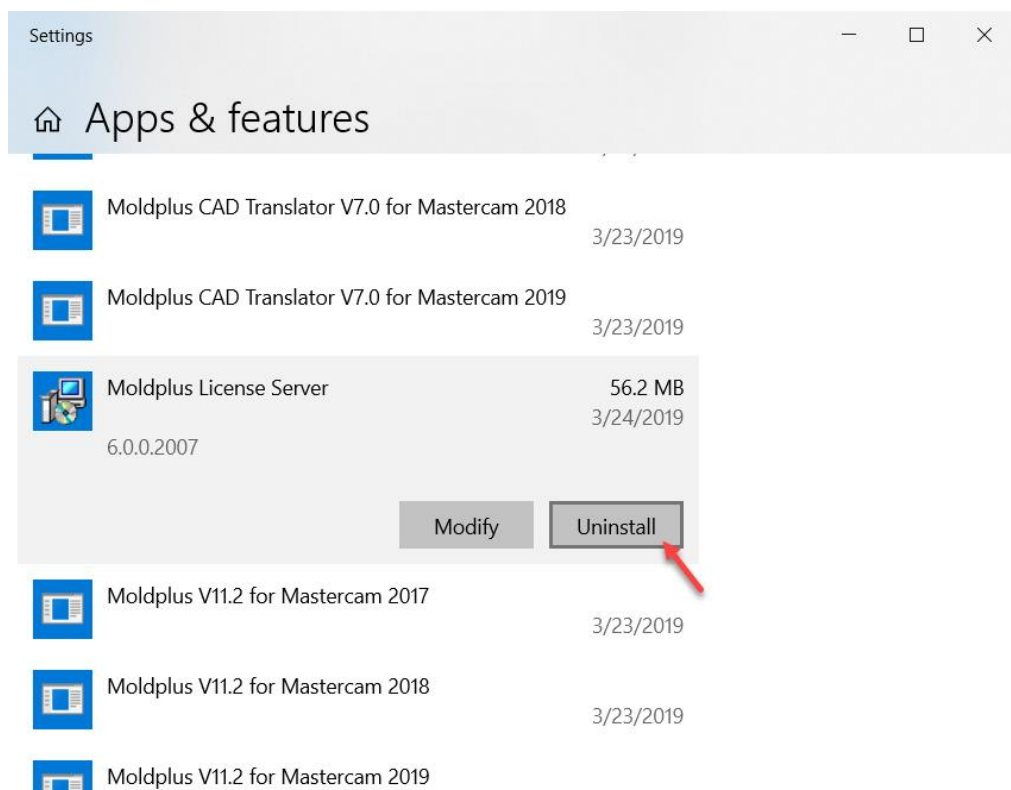 Settings
Apps & features
Moldplus CAD Translator V7.0 for Mastercam 2018
3/23/2019
Moldplus CAD Translator V7.0 for Mastercam 2019
3/23/2019
Moldplus License Server 56.2 MB
3/24/2019
6.0.0.2007
Modify Uninstall
Moldplus V11.2 for Mastercam 2017
3/23/2019
Moldplus V11.2 for Mastercam 2018
3/23/2019
Moldplus V11.2 for Mastercam 2019